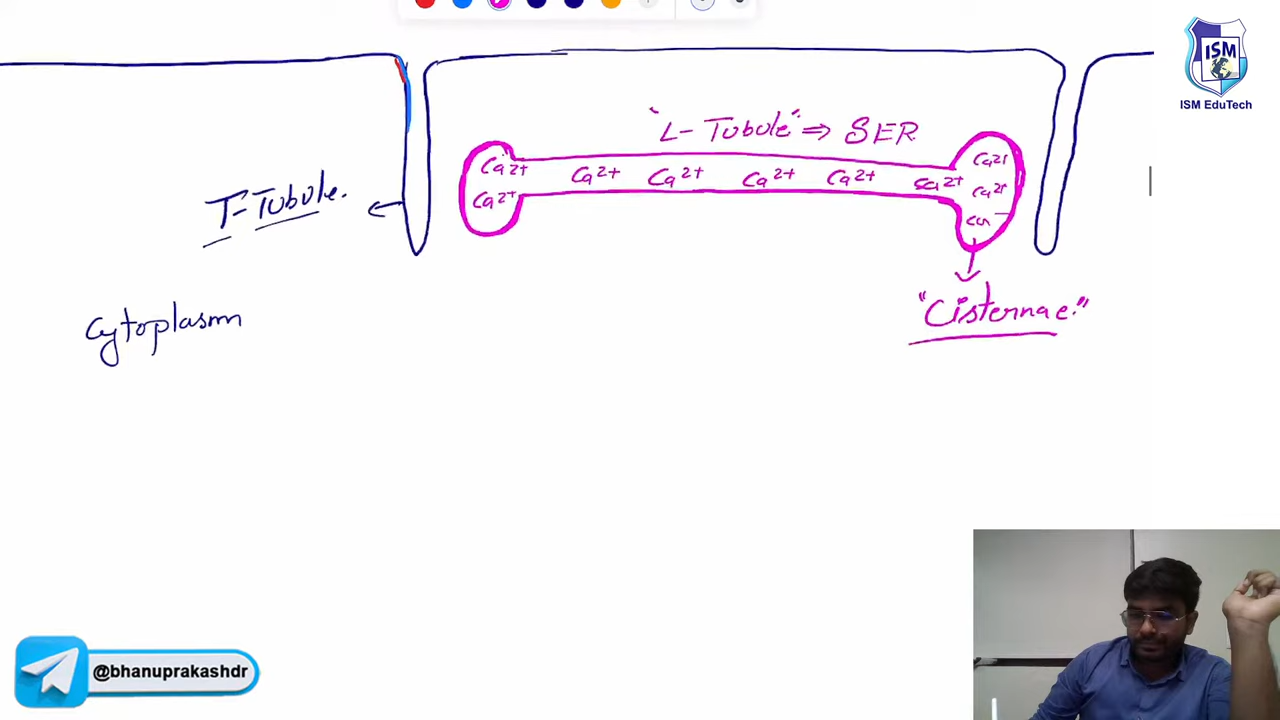 ISM
ISM EduTech
"L-Tubule" ⇒ SER
Ca2+ Ca2+ Ca2+ Ca2+ Ca2+ Ca2+ Ca2+
Ca2+ Ca2+
T-Tubule.
"Cisternae."
Cytoplasm
@bhanuprakashdr